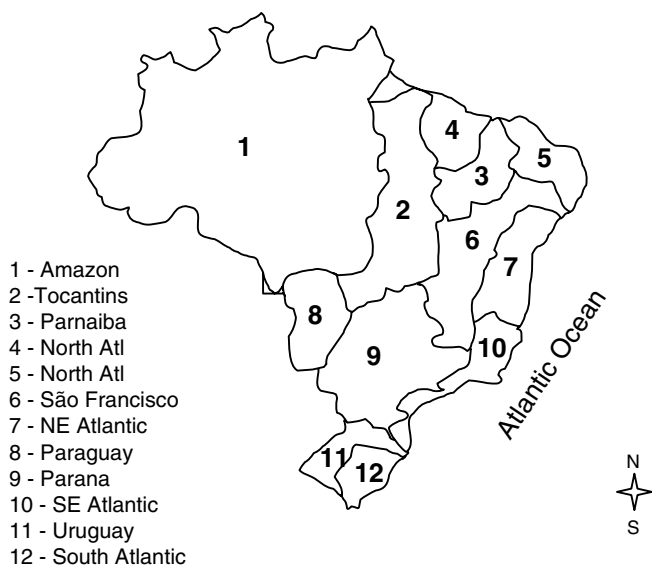 1
4
5
3
2
6
7
8
10
9
11
12
1 - Amazon
2 -Tocantins
3 - Parnaiba
4 - North Atl
5 - North Atl
6 - São Francisco
7 - NE Atlantic
8 - Paraguay
9 - Parana
10 - SE Atlantic
11 - Uruguay
12 - South Atlantic
Atlantic Ocean
N
S